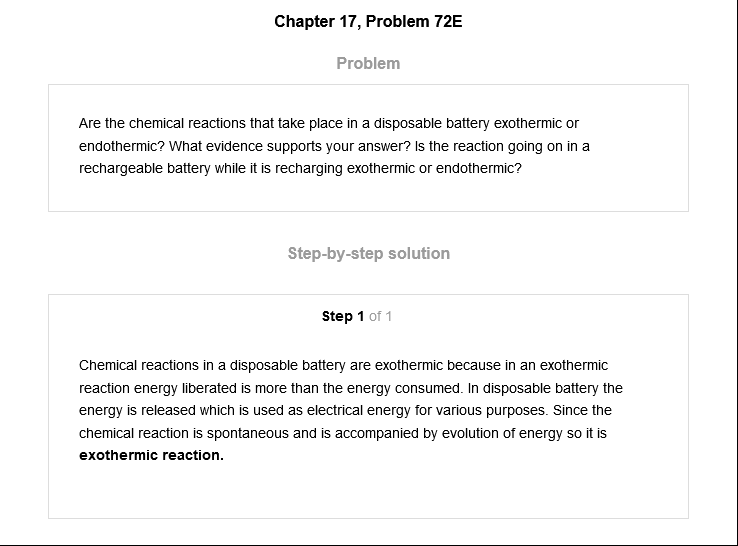 Chapter 17, Problem 72E
Problem
Are the chemical reactions that take place in a disposable battery exothermic or
endothermic? What evidence supports your answer? Is the reaction going on in a
rechargeable battery while it is recharging exothermic or endothermic?
Step-by-step solution
Step 1 of 1
Chemical reactions in a disposable battery are exothermic because in an exothermic
reaction energy liberated is more than the energy consumed. In disposable battery the
energy is released which is used as electrical energy for various purposes. Since the
chemical reaction is spontaneous and is accompanied by evolution of energy so it is
exothermic reaction.